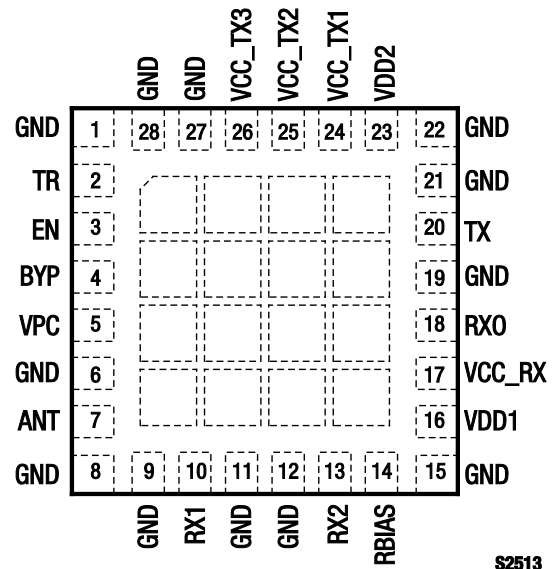 GND
GND
VCC_TX3
VCC_TX2
VCC_TX1
VDD2
28 27 26 25 24 23
GND 1 22 GND
TR 2 21 GND
EN 3 20 TX
BYP 4 19 GND
VPC 5 18 RXO
GND 6 17 VCC_RX
ANT 7 16 VDD1
GND 8 15 GND
9 10 11 12 13 14
GND
RX1
GND
GND
RX2
RBIAS
S2513